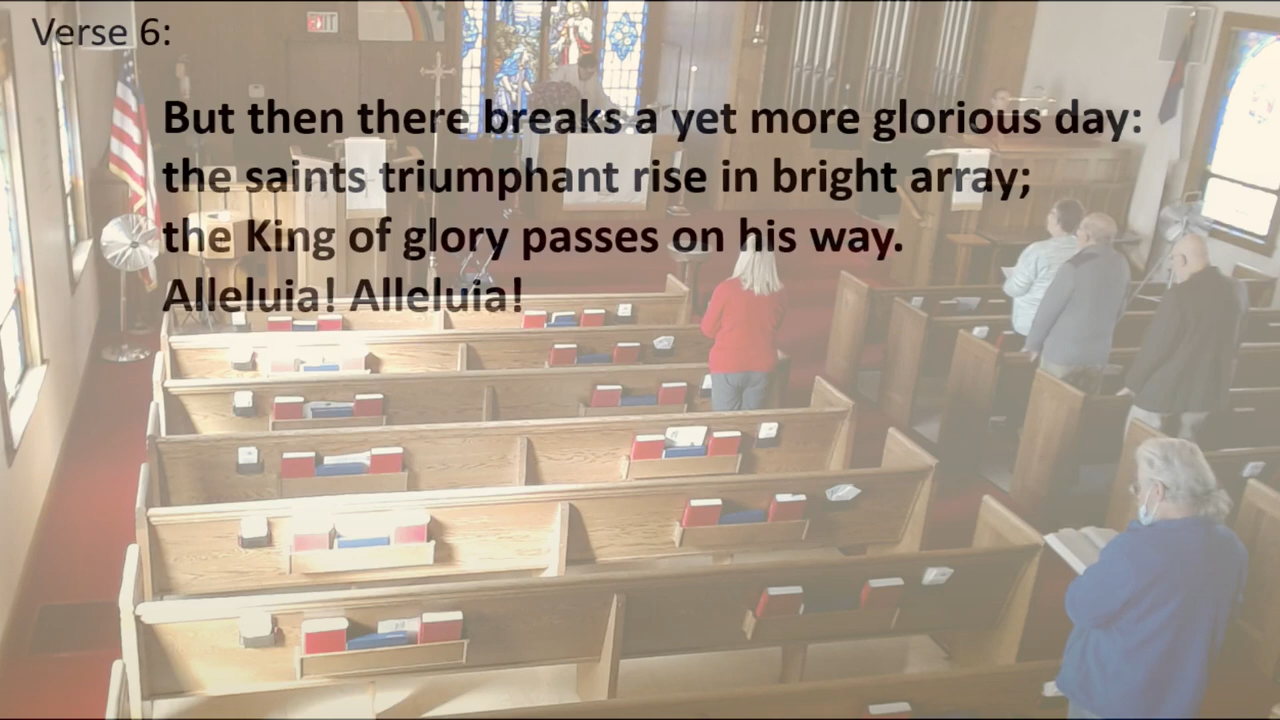 Verse 6:
EXIT
But then there breaks a yet more glorious day:
the saints triumphant rise in bright array;
the King of glory passes on his way.
Alleluia! Alleluia!